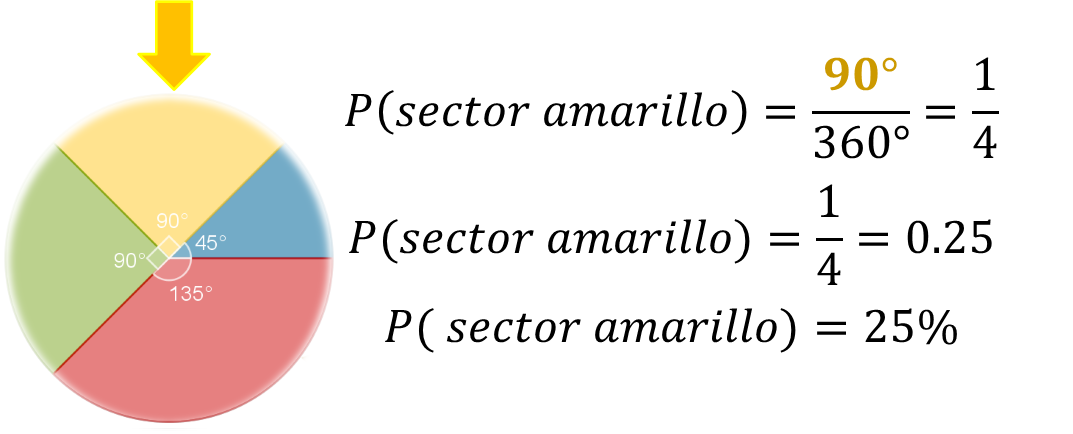 90°
45°
90°
135°
P(sector amarillo) = 90°/360° = 1/4
P(sector amarillo) = 1/4 = 0.25
P( sector amarillo) = 25%